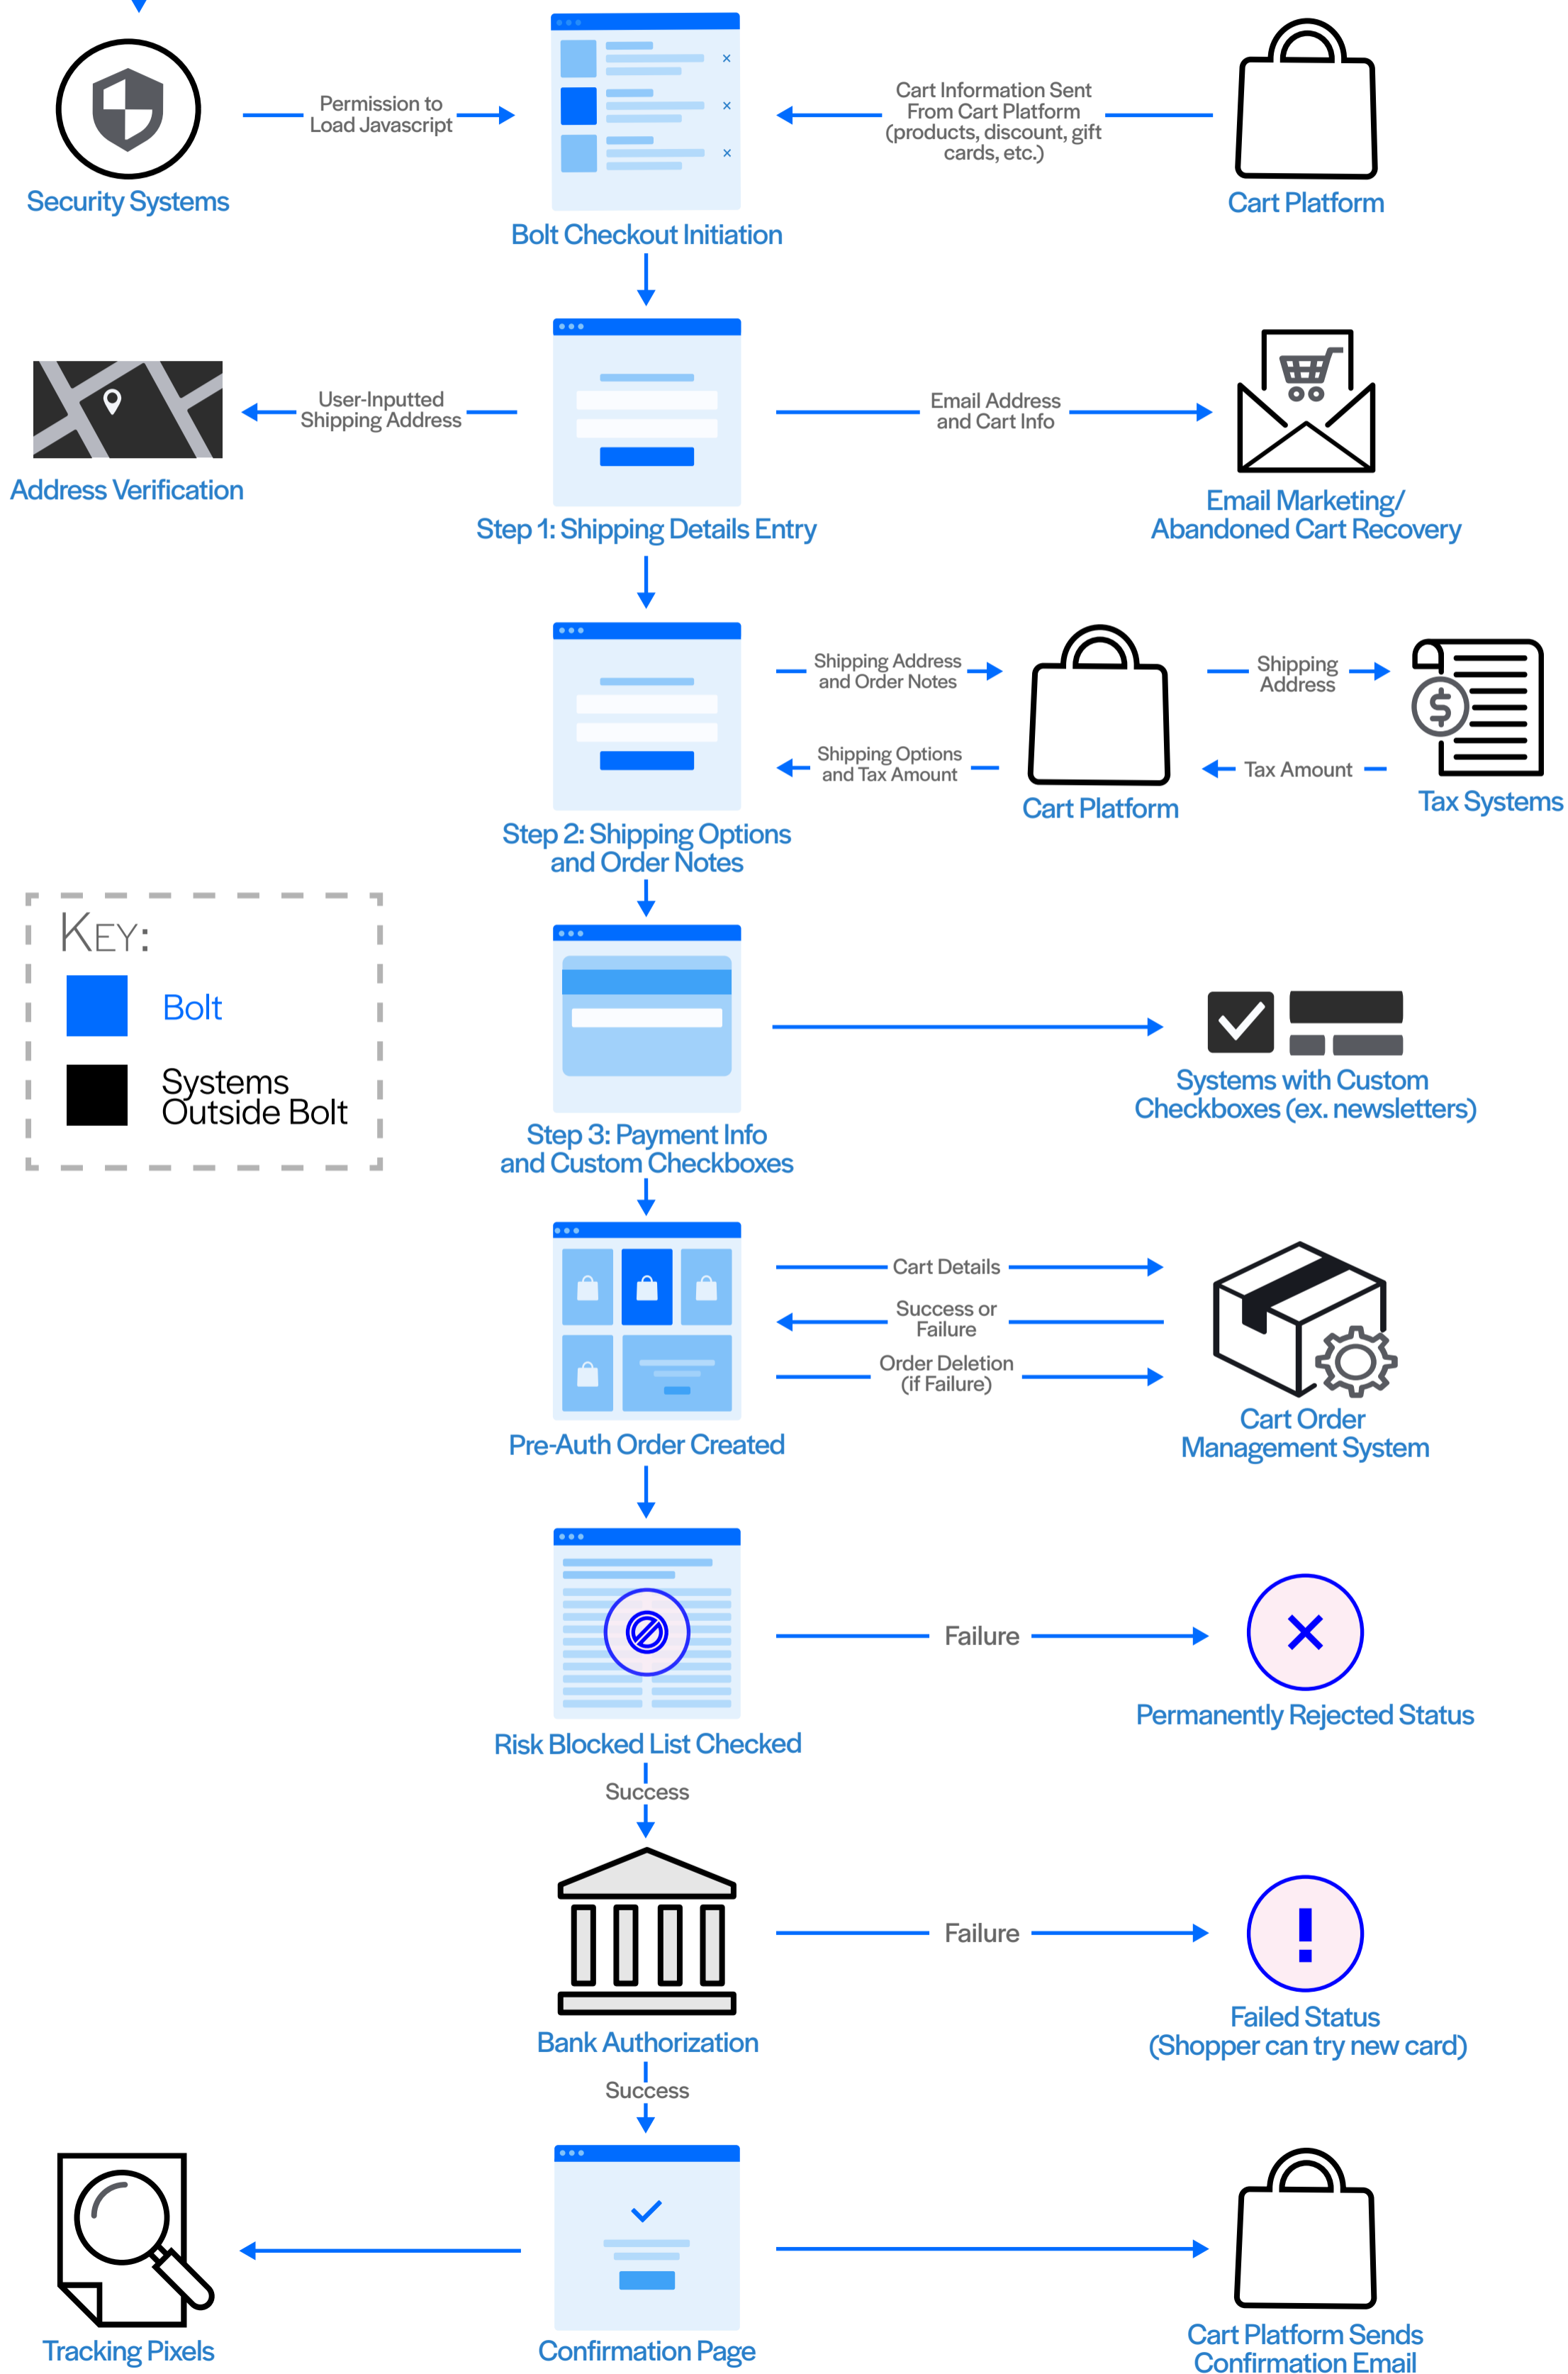 Security Systems
Permission to
Load Javascript
Bolt Checkout Initiation
Cart Information Sent
From Cart Platform
(products, discount, gift
cards, etc.)
Cart Platform
Address Verification
User-Inputted
Shipping Address
Step 1: Shipping Details Entry
Email Address
and Cart Info
Email Marketing/
Abandoned Cart Recovery
Step 2: Shipping Options
and Order Notes
Shipping Address
and Order Notes
Shipping Options
and Tax Amount
Cart Platform
Shipping
Address
Tax Amount
Tax Systems
KEY:
Bolt
Systems
Outside Bolt
Step 3: Payment Info
and Custom Checkboxes
Systems with Custom
Checkboxes (ex. newsletters)
Pre-Auth Order Created
Cart Details
Success or
Failure
Order Deletion
(if Failure)
Cart Order
Management System
Risk Blocked List Checked
Failure
Permanently Rejected Status
Success
Bank Authorization
Failure
Failed Status
(Shopper can try new card)
Success
Tracking Pixels
Confirmation Page
Cart Platform Sends
Confirmation Email